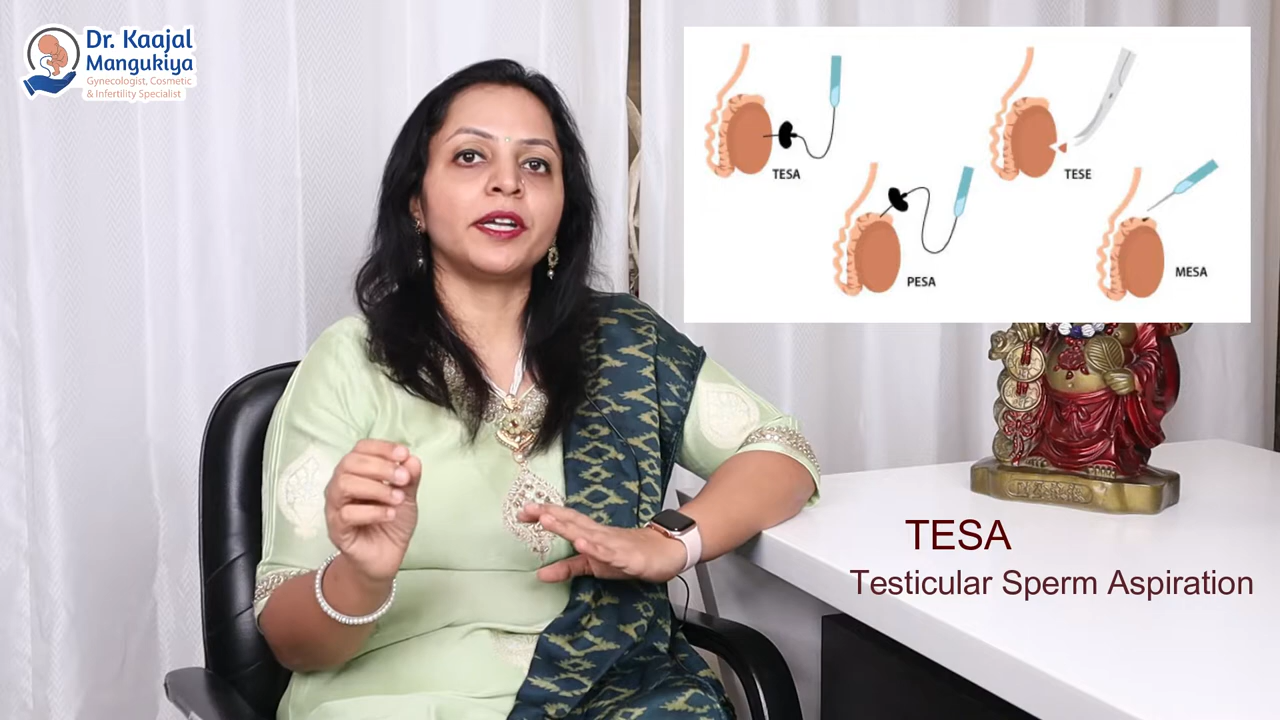 Dr. Kaajal
Mangukiya
Gynecologist, Cosmetic
& Infertility Specialist
TESA
TESE
PESA
MESA
TESA
Testicular Sperm Aspiration